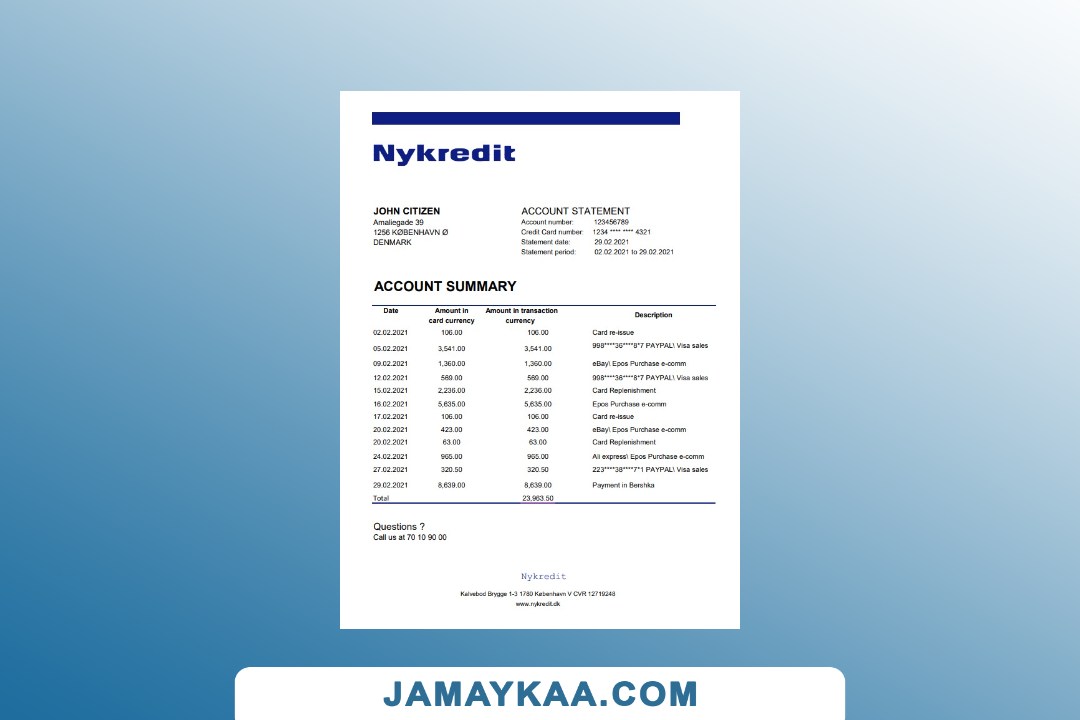 Nykredit
JOHN CITIZEN
Amaliegade 39
1256 KØBENHAVN Ø
DENMARK
ACCOUNT STATEMENT
Account number: 123456789
Credit Card number: 1234 **** **** 4321
Statement date: 29.02.2021
Statement period: 02.02.2021 to 29.02.2021
ACCOUNT SUMMARY
Date Amount in card currency Amount in transaction currency Description
02.02.2021 106.00 106.00 Card re-issue
05.02.2021 3,541.00 3,541.00 998****36****8*7 PAYPAL\ Visa sales
09.02.2021 1,360.00 1,360.00 eBay\ Epos Purchase e-comm
12.02.2021 569.00 569.00 998****36****8*7 PAYPAL\ Visa sales
15.02.2021 2,236.00 2,236.00 Card Replenishment
16.02.2021 5,635.00 5,635.00 Epos Purchase e-comm
17.02.2021 106.00 106.00 Card re-issue
20.02.2021 423.00 423.00 eBay\ Epos Purchase e-comm
20.02.2021 63.00 63.00 Card Replenishment
24.02.2021 965.00 965.00 Ali express\ Epos Purchase e-comm
27.02.2021 320.50 320.50 223****38****7*1 PAYPAL\ Visa sales
29.02.2021 8,639.00 8,639.00 Payment in Bershka
Total 23,963.50
Questions ?
Call us at 70 10 90 00
Nykredit
Kalvebod Brygge 1-3 1780 København V CVR 12719248
www.nykredit.dk
JAMAYKAA.COM